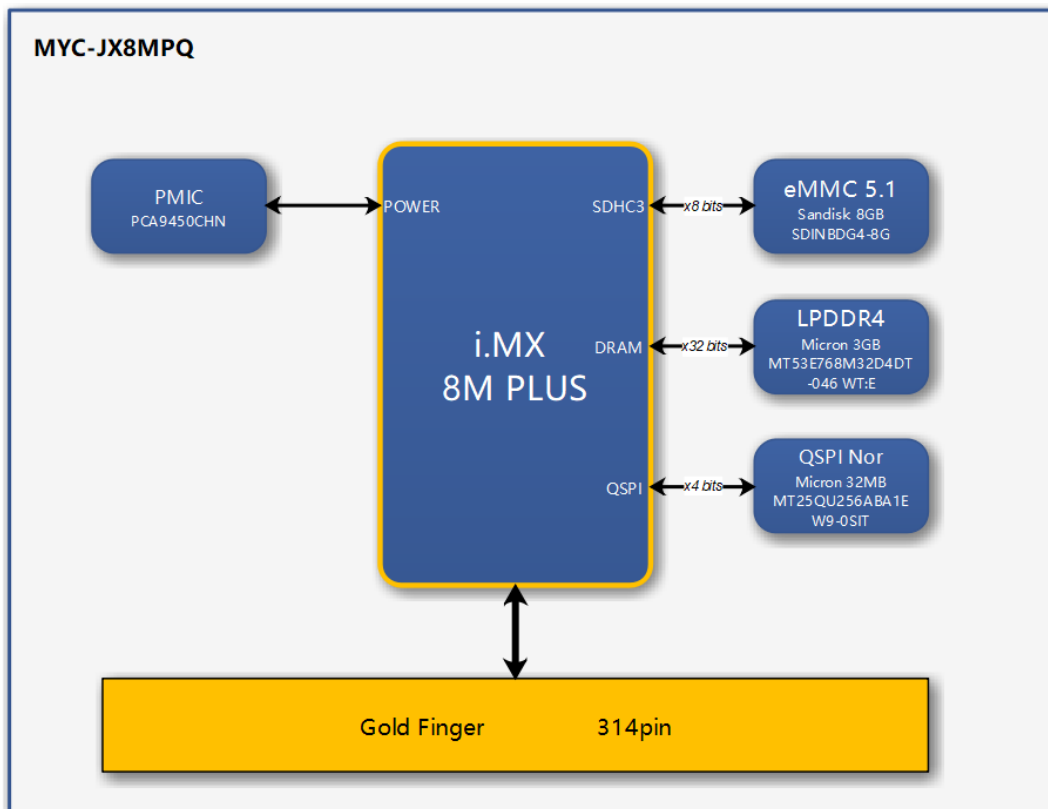 MYC-JX8MPQ
PMIC
PCA9450CHN
POWER
SDHC3
x8 bits
eMMC 5.1
Sandisk 8GB
SDINBDG4-8G
i.MX
8M PLUS
DRAM
x32 bits
LPDDR4
Micron 3GB
MT53E768M32D4DT
-046 WT:E
QSPI
x4 bits
QSPI Nor
Micron 32MB
MT25QU256ABA1E
W9-0SIT
Gold Finger 314pin